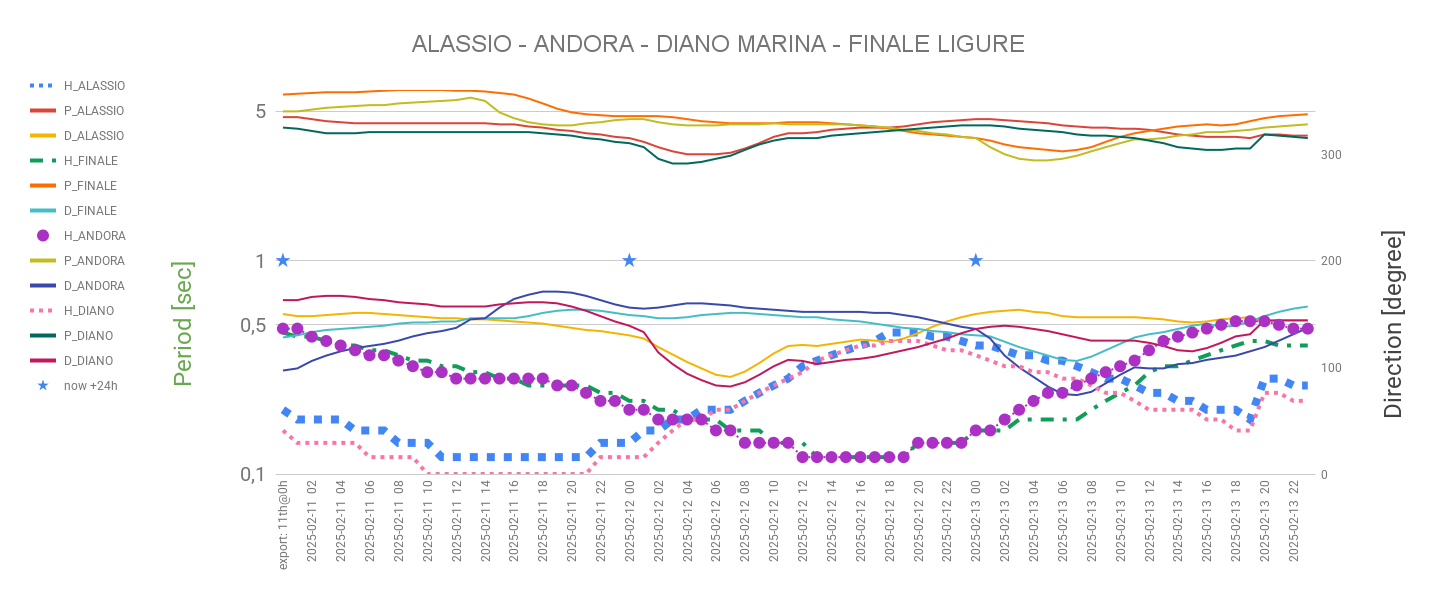 ALASSIO - ANDORA - DIANO MARINA - FINALE LIGURE
H_ALASSIO
P_ALASSIO
D_ALASSIO
H_FINALE
P_FINALE
D_FINALE
H_ANDORA
P_ANDORA
D_ANDORA
H_DIANO
P_DIANO
D_DIANO
now +24h
Period [sec]
5
1
0,5
0,1
300
200
100
0
Direction [degree]
export: 11th@0h
2025-02-11 02
2025-02-11 04
2025-02-11 06
2025-02-11 08
2025-02-11 10
2025-02-11 12
2025-02-11 14
2025-02-11 16
2025-02-11 18
2025-02-11 20
2025-02-11 22
2025-02-12 00
2025-02-12 02
2025-02-12 04
2025-02-12 06
2025-02-12 08
2025-02-12 10
2025-02-12 12
2025-02-12 14
2025-02-12 16
2025-02-12 18
2025-02-12 20
2025-02-12 22
2025-02-13 00
2025-02-13 02
2025-02-13 04
2025-02-13 06
2025-02-13 08
2025-02-13 10
2025-02-13 12
2025-02-13 14
2025-02-13 16
2025-02-13 18
2025-02-13 20
2025-02-13 22